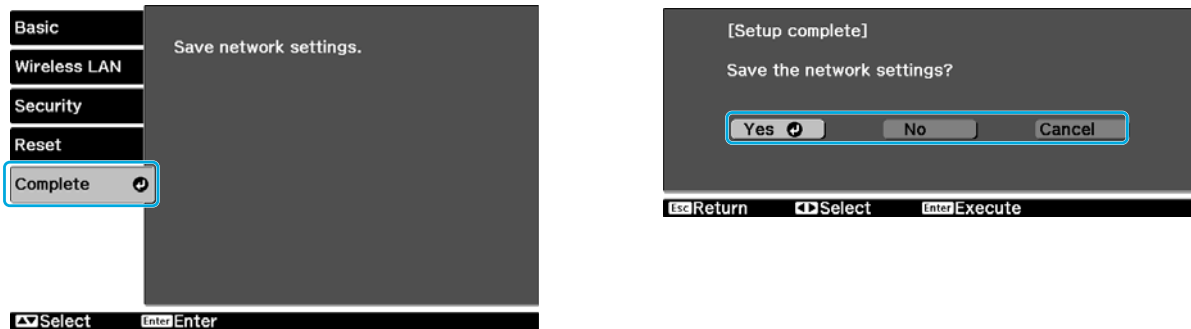 Basic
Wireless LAN
Security
Reset
Complete
Save network settings.
Select Enter Enter
[Setup complete]
Save the network settings?
Yes No Cancel
Esc Return Select Enter Execute